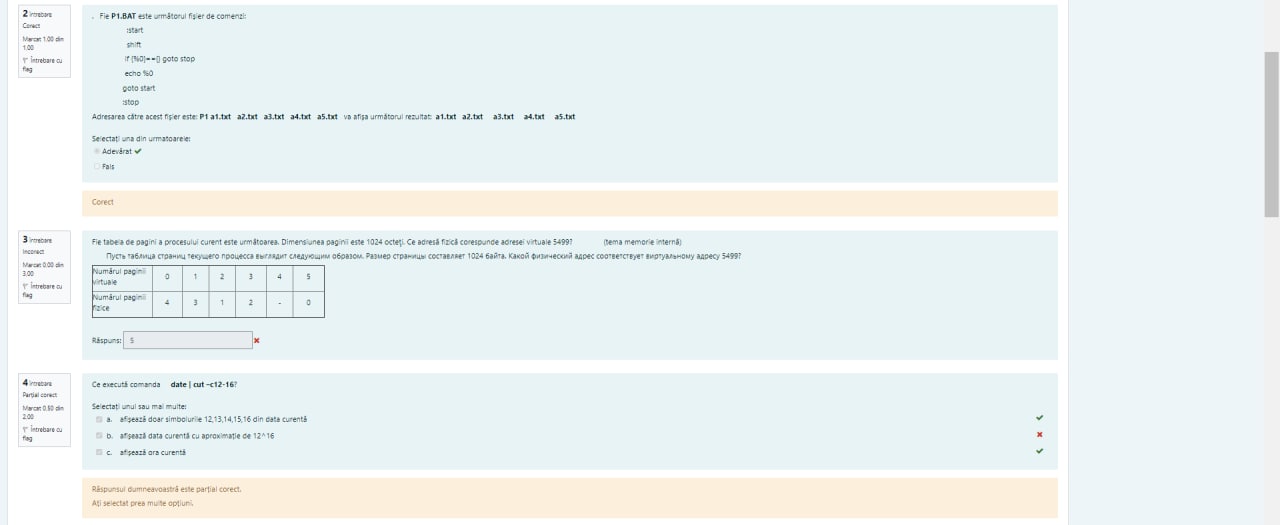 2 Întrebare
Corect
Marcat 1.00 din
1.00
Întrebare cu
flag
. Fie P1.BAT este următorul fișier de comenzi:
:start
shift
if [%0]==[] goto stop
echo %0
goto start
:stop
Adresarea către acest fișier este: P1 a1.txt a2.txt a3.txt a4.txt a5.txt va afișa următorul rezultat: a1.txt a2.txt a3.txt a4.txt a5.txt
Selectați una din urmatoarele:
Adevărat
Fals
Corect
3 Întrebare
Incorect
Marcat 0.00 din
3.00
Întrebare cu
flag
Fie tabela de pagini a procesului curent este următoarea. Dimensiunea paginii este 1024 octeți. Ce adresă fizică corespunde adresei virtuale 5499? (tema memorie internă)
Пусть таблица страниц текущего процесса выглядит следующим образом. Размер страницы составляет 1024 байта. Какой физический адрес соответствует виртуальному адресу 5499?
Numărul paginii virtuale 0 1 2 3 4 5
Numărul paginii fizice 4 3 1 2 - 0
Răspuns: 5
4 Întrebare
Parțial corect
Marcat 0.50 din
2.00
Întrebare cu
flag
Ce execută comanda date | cut –c12-16?
Selectați unul sau mai multe:
a. afișează doar simbolurile 12,13,14,15,16 din data curentă
b. afișează data curentă cu aproximație de 12^16
c. afișează ora curentă
Răspunsul dumneavoastră este parțial corect.
Ați selectat prea multe opțiuni.